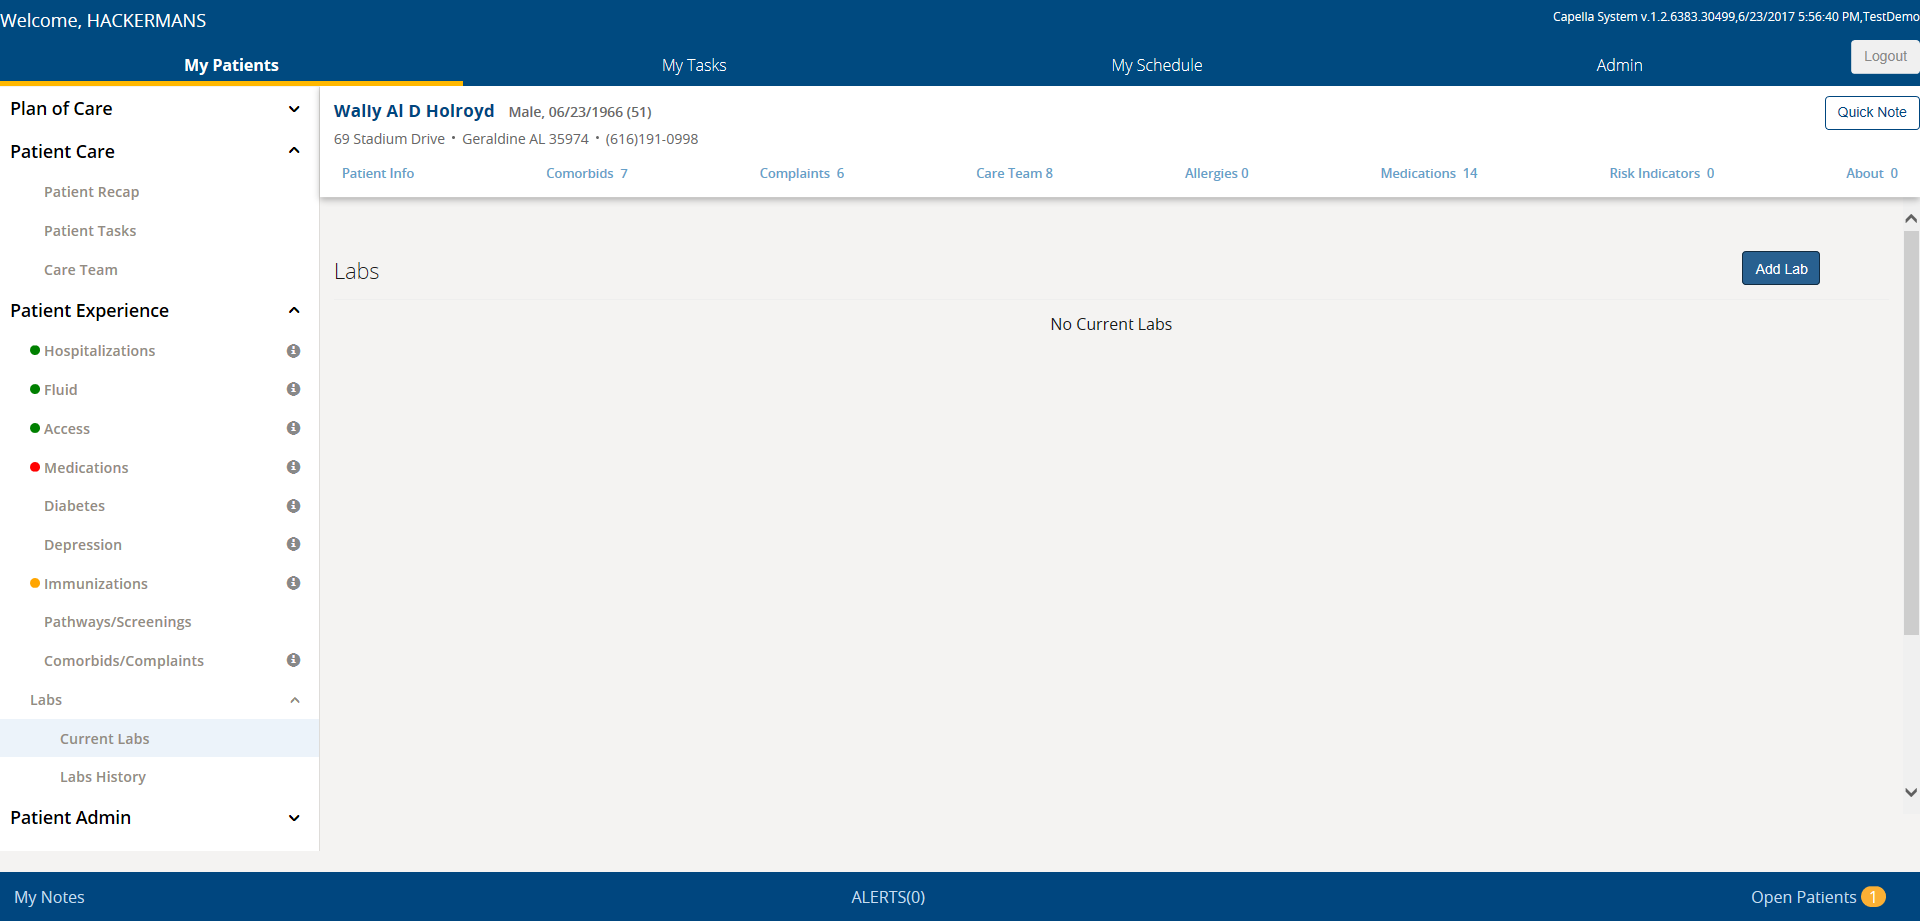 Welcome, HACKERMANS
Capella System v.1.2.6383.30499,6/23/2017 5:56:40 PM,TestDemo
My Patients
My Tasks
My Schedule
Admin
Logout
Plan of Care
Patient Care
Patient Recap
Patient Tasks
Care Team
Patient Experience
Hospitalizations
Fluid
Access
Medications
Diabetes
Depression
Immunizations
Pathways/Screenings
Comorbids/Complaints
Labs
Current Labs
Labs History
Patient Admin
Wally Al D Holroyd Male, 06/23/1966 (51)
Quick Note
69 Stadium Drive • Geraldine AL 35974 • (616)191-0998
Patient Info
Comorbids 7
Complaints 6
Care Team 8
Allergies 0
Medications 14
Risk Indicators 0
About 0
Labs
Add Lab
No Current Labs
My Notes
ALERTS(0)
Open Patients 1